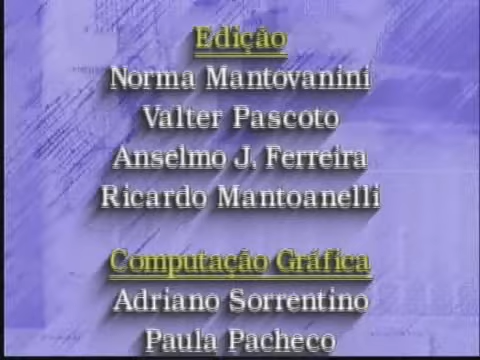 Edição
Norma Mantovanini
Valter Pascoto
Anselmo J. Ferreira
Ricardo Mantoanelli
Computação Gráfica
Adriano Sorrentino
Paula Pacheco